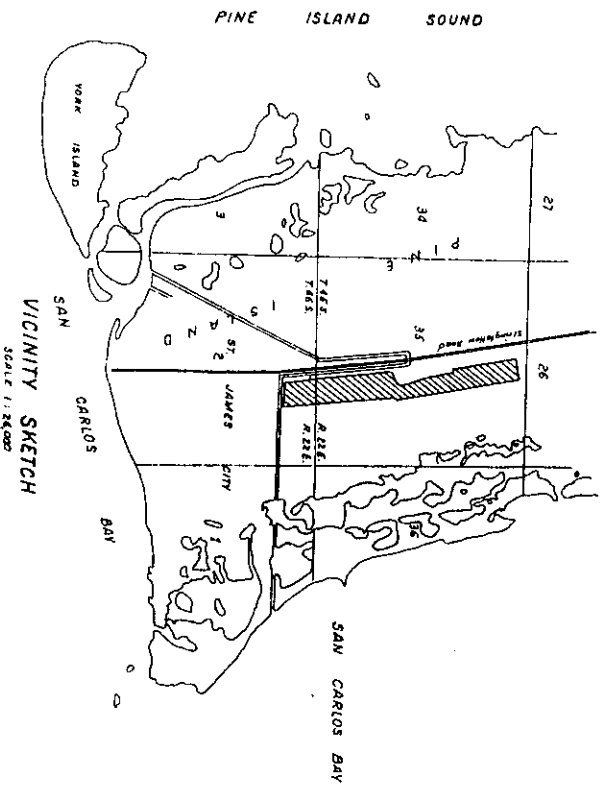 PINE ISLAND SOUND
YORK ISLAND
27
34
3
PINE
ISLAND
T.46S.
T.46S.
Stringfellow Road
35
26
ST.
2
JAMES
CITY
R.22E.
R.22E.
36
1
SAN CARLOS BAY
SAN CARLOS BAY
VICINITY SKETCH
SCALE 1:24,000